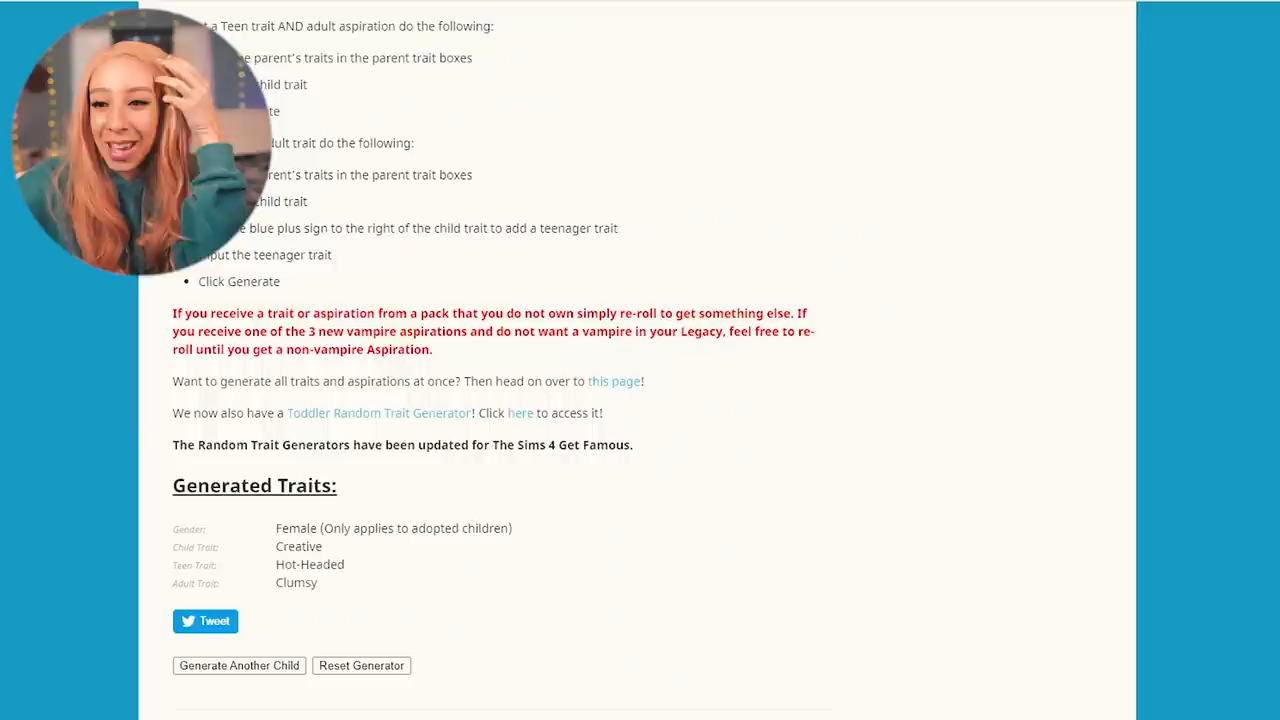 a Teen trait AND adult aspiration do the following:
parent's traits in the parent trait boxes
child trait
do the following:
parent's traits in the parent trait boxes
child trait
blue plus sign to the right of the child trait to add a teenager trait
the teenager trait
• Click Generate
If you receive a trait or aspiration from a pack that you do not own simply re-roll to get something else. If
you receive one of the 3 new vampire aspirations and do not want a vampire in your Legacy, feel free to re-
roll until you get a non-vampire Aspiration.
Want to generate all traits and aspirations at once? Then head on over to this page!
We now also have a Toddler Random Trait Generator! Click here to access it!
The Random Trait Generators have been updated for The Sims 4 Get Famous.
Generated Traits:
Gender: Female (Only applies to adopted children)
Child Trait: Creative
Teen Trait: Hot-Headed
Adult Trait: Clumsy
Tweet
Generate Another Child Reset Generator